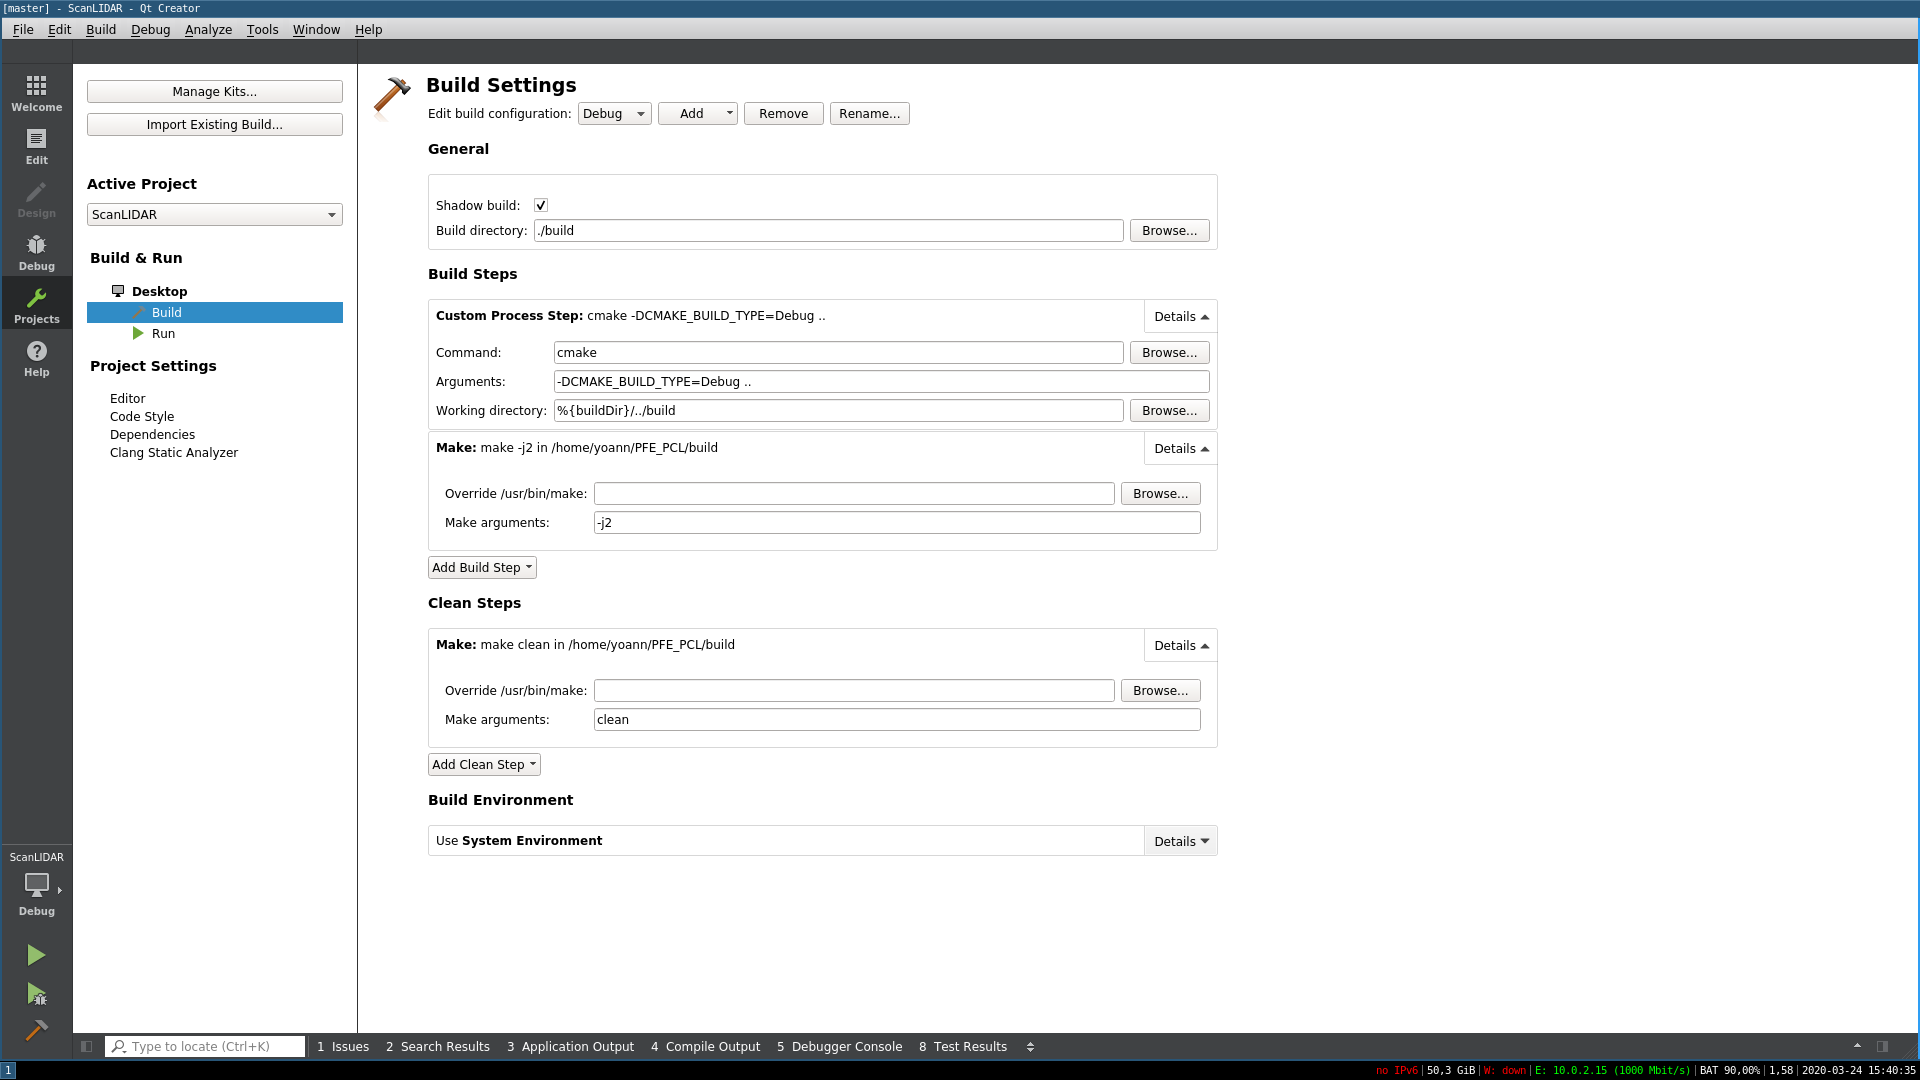 [master] - ScanLIDAR - Qt Creator
File Edit Build Debug Analyze Tools Window Help
Welcome
Edit
Design
Debug
Projects
Help
Manage Kits...
Import Existing Build...
Active Project
ScanLIDAR
Build & Run
Desktop
Build
Run
Project Settings
Editor
Code Style
Dependencies
Clang Static Analyzer
Build Settings
Edit build configuration: Debug Add Remove Rename...
General
Shadow build:
Build directory: ./build Browse...
Build Steps
Custom Process Step: cmake -DCMAKE_BUILD_TYPE=Debug .. Details
Command: cmake Browse...
Arguments: -DCMAKE_BUILD_TYPE=Debug ..
Working directory: %{buildDir}/../build Browse...
Make: make -j2 in /home/yoann/PFE_PCL/build Details
Override /usr/bin/make: Browse...
Make arguments: -j2
Add Build Step
Clean Steps
Make: make clean in /home/yoann/PFE_PCL/build Details
Override /usr/bin/make: Browse...
Make arguments: clean
Add Clean Step
Build Environment
Use System Environment Details
ScanLIDAR
Debug
Type to locate (Ctrl+K) 1 Issues 2 Search Results 3 Application Output 4 Compile Output 5 Debugger Console 8 Test Results
1 no IPv6 | 50,3 GiB | W: down | E: 10.0.2.15 (1000 Mbit/s) | BAT 90,00% | 1,58 | 2020-03-24 15:40:35